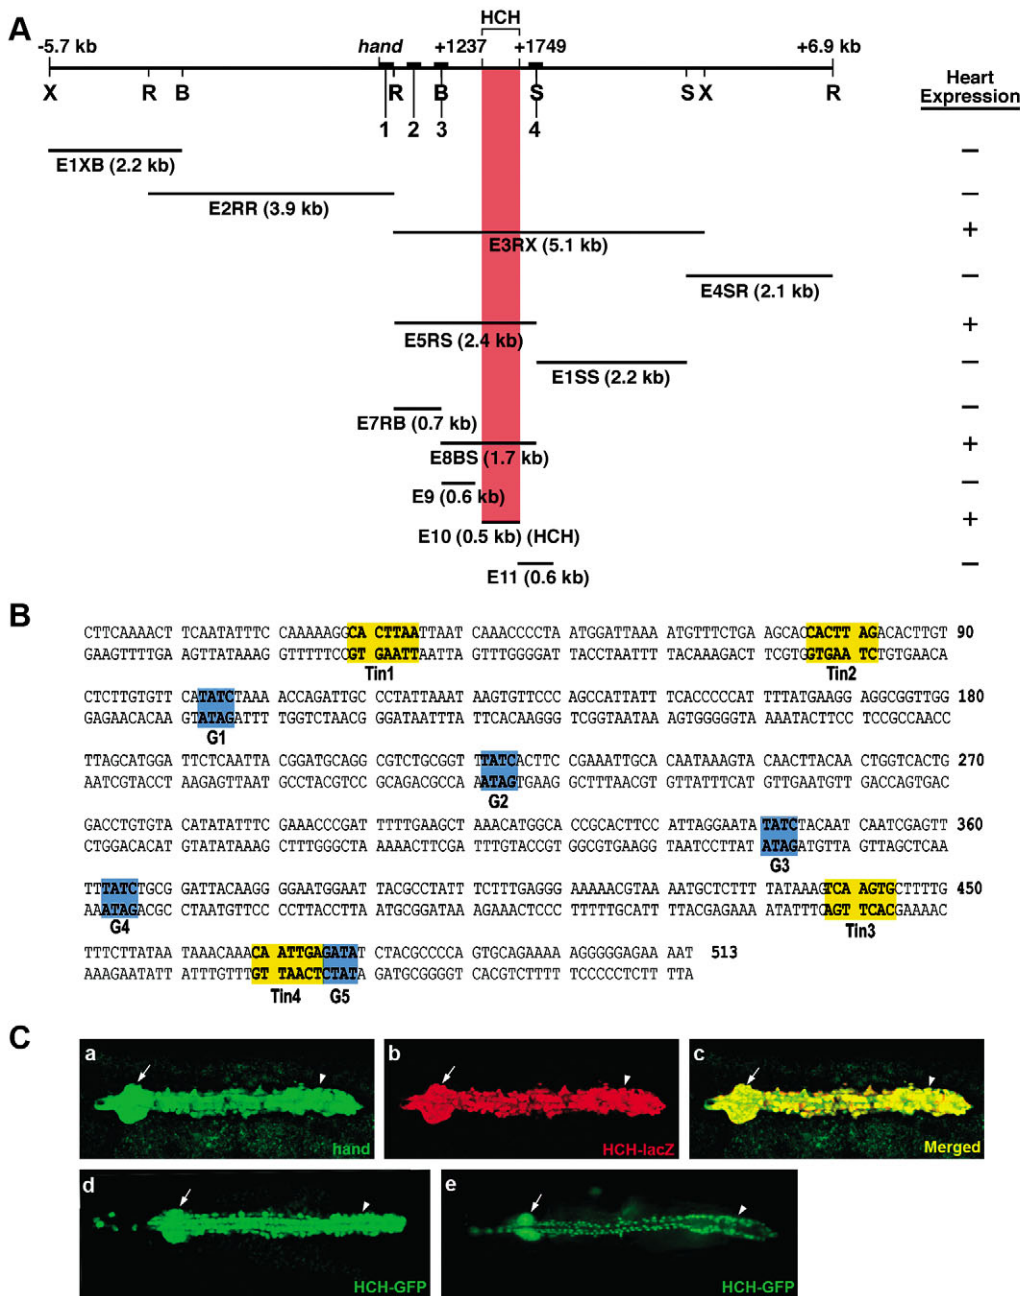 A
HCH
-5.7 kb hand +1237 +1749 +6.9 kb
X R B R B S S X R
1 2 3 4
Heart
Expression
E1XB (2.2 kb) –
E2RR (3.9 kb) –
E3RX (5.1 kb) +
E4SR (2.1 kb) –
E5RS (2.4 kb) +
E1SS (2.2 kb) –
E7RB (0.7 kb) –
E8BS (1.7 kb) +
E9 (0.6 kb) –
E10 (0.5 kb) (HCH) +
E11 (0.6 kb) –
B
CTTCAAAACT TCAATATTTC CAAAAAGGCA CTTAATTAAT CAAACCCCTA ATGGATTAAA ATGTTTCTGA AGCACCACTT AGACACTTGT 90
GAAGTTTTGA AGTTATAAAG GTTTTTCCGT GAATTAATTA GTTTGGGGAT TACCTAATTT TACAAAGACT TCGTGGTGAA TCTGTGAACA
Tin1 Tin2
CTCTTGTGTT CATATCTAAA ACCAGATTGC CCTATTAAAT AAGTGTTCCC AGCCATTATT TCACCCCCAT TTTATGAAGG AGGCGGTTGG 180
GAGAACACAA GTATAGATTT TGGTCTAACG GGATAATTTA TTCACAAGGG TCGGTAATAA AGTGGGGGTA AAATACTTCC TCCGCCAACC
G1
TTAGCATGGA TTCTCAATTA CGGATGCAGG CGTCTGCGGT TTATCACTTC CGAAATTGCA CAATAAAGTA CAACTTACAA CTGGTCACTG 270
AATCGTACCT AAGAGTTAAT GCCTACGTCC GCAGACGCCA AATAGTGAAG GCTTTAACGT GTTATTTCAT GTTGAATGTT GACCAGTGAC
G2
GACCTGTGTA CATATATTTC GAAACCCGAT TTTTGAAGCT AAACATGGCA CCGCACTTCC ATTAGGAATA TATCTACAAT CAATCGAGTT 360
CTGGACACAT GTATATAAAG CTTTGGGCTA AAAACTTCGA TTTGTACCGT GGCGTGAAGG TAATCCTTAT ATAGATGTTA GTTAGCTCAA
G3
TTTATCTGCG GATTACAAGG GGAATGGAAT TACGCCTATT TCTTTGAGGG AAAAACGTAA AATGCTCTTT TATAAAGTCA AGTGCTTTTG 450
AAATAGACGC CTAATGTTCC CCTTACCTTA ATGCGGATAA AGAAACTCCC TTTTTGCATT TTACGAGAAA ATATTTCAGT TCACGAAAAC
G4 Tin3
TTTCTTATAA TAAACAAACA ATTGAGATAT CTACGCCCCA GTGCAGAAAA AGGGGGAGAA AAT 513
AAAGAATATT ATTTGTTTGT TAACTCTATA GATGCGGGGT CACGTCTTTT TCCCCCTCTT TTA
Tin4 G5
C
a hand
b HCH-lacZ
c Merged
d HCH-GFP
e HCH-GFP